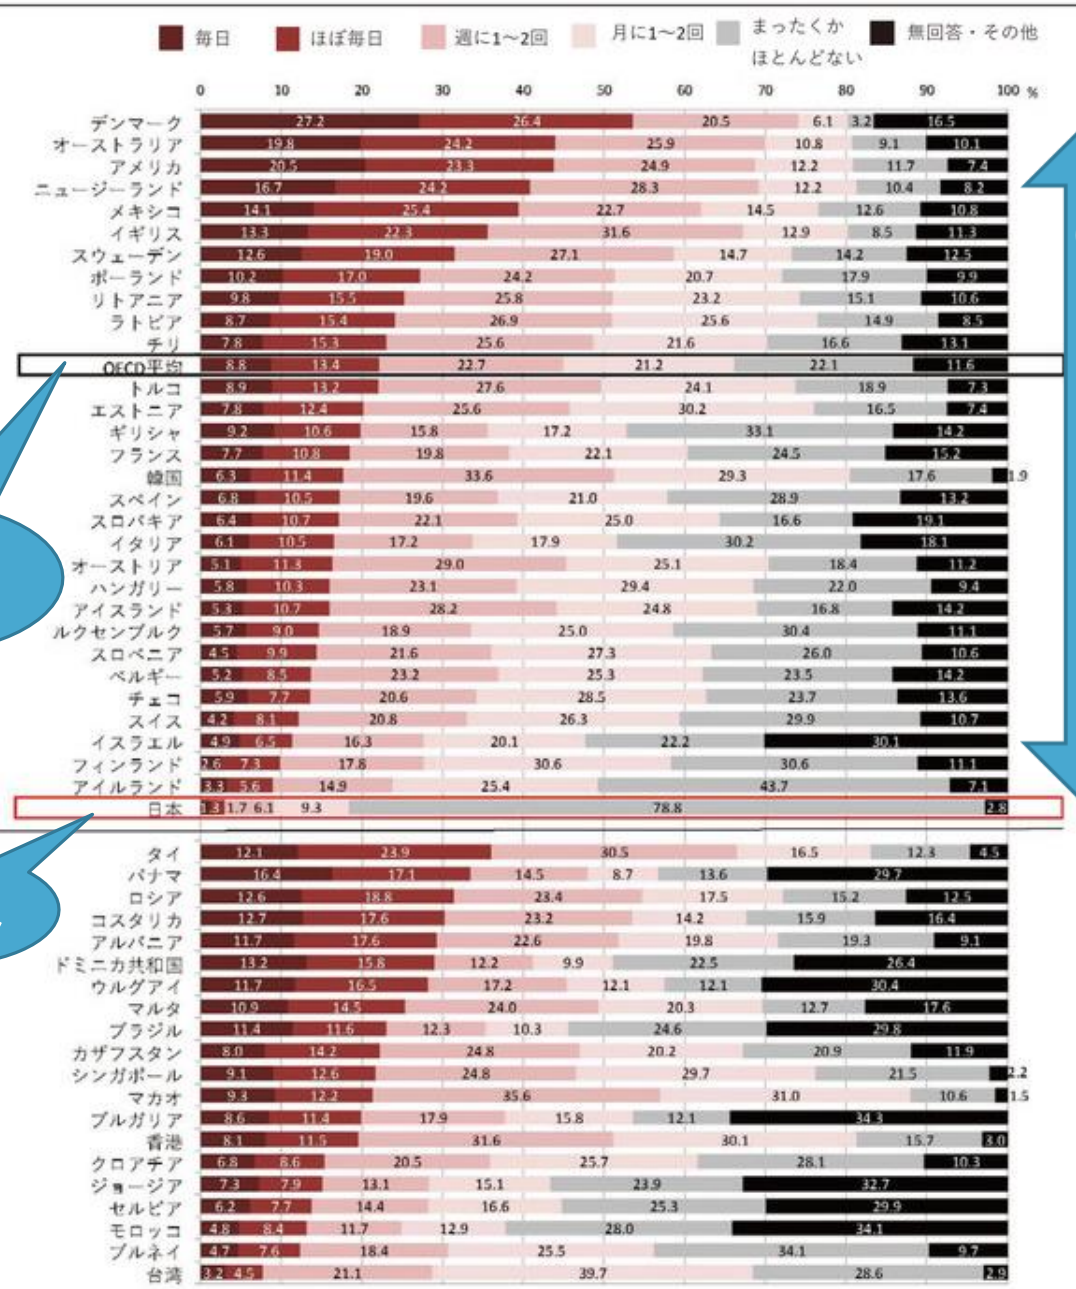 毎日 ほぼ毎日 週に1～2回 月に1～2回 まったくか 無回答・その他
ほとんどない
0 10 20 30 40 50 60 70 80 90 100 %
デンマーク 27.2 26.4 20.5 6.1 3.2 16.5
オーストラリア 19.8 24.2 25.9 10.8 9.1 10.1
アメリカ 20.5 23.3 24.9 12.2 11.7 7.4
ニュージーランド 16.7 24.2 28.3 12.2 10.4 8.2
メキシコ 14.1 25.4 22.7 14.5 12.6 10.8
イギリス 13.3 22.3 31.6 12.9 8.5 11.3
スウェーデン 12.6 19.0 27.1 14.7 14.2 12.5
ポーランド 10.2 17.0 24.2 20.7 17.9 9.9
リトアニア 9.8 15.5 25.8 23.2 15.1 10.6
ラトビア 8.7 15.4 26.9 25.6 14.9 8.5
チリ 7.8 15.3 25.6 21.6 16.6 13.1
OECD平均 8.8 13.4 22.7 21.2 22.1 11.6
トルコ 8.9 13.2 27.6 24.1 18.9 7.3
エストニア 7.8 12.4 25.6 30.2 16.5 7.4
ギリシャ 9.2 10.6 15.8 17.2 33.1 14.2
フランス 7.7 10.8 19.8 22.1 24.5 15.2
韓国 6.3 11.4 33.6 29.3 17.6 1.9
スペイン 6.8 10.5 19.6 21.0 28.9 13.2
スロバキア 6.4 10.7 22.1 25.0 16.6 19.1
イタリア 6.1 10.5 17.2 17.9 30.2 18.1
オーストリア 5.1 11.3 29.0 25.1 18.4 11.2
ハンガリー 5.8 10.3 23.1 29.4 22.0 9.4
アイスランド 5.3 10.7 28.2 24.8 16.8 14.2
ルクセンブルク 5.7 9.0 18.9 25.0 30.4 11.1
スロベニア 4.5 9.9 21.6 27.3 26.0 10.6
ベルギー 5.2 8.5 23.2 25.3 23.5 14.2
チェコ 5.9 7.7 20.6 28.5 23.7 13.6
スイス 4.2 8.1 20.8 26.3 29.9 10.7
イスラエル 4.9 6.5 16.3 20.1 22.2 30.1
フィンランド 2.6 7.3 17.8 30.6 30.6 11.1
アイルランド 3.3 5.6 14.9 25.4 43.7 7.1
日本 1.3 1.7 6.1 9.3 78.8 2.8
タイ 12.1 23.9 30.5 16.5 12.3 4.5
パナマ 16.4 17.1 14.5 8.7 13.6 29.7
ロシア 12.6 18.8 23.4 17.5 15.2 12.5
コスタリカ 12.7 17.6 23.2 14.2 15.9 16.4
アルバニア 11.7 17.6 22.6 19.8 19.3 9.1
ドミニカ共和国 13.2 15.8 12.2 9.9 22.5 26.4
ウルグアイ 11.7 16.5 17.2 12.1 12.1 30.4
マルタ 10.9 14.5 24.0 20.3 12.7 17.6
ブラジル 11.4 11.6 12.3 10.3 24.6 29.8
カザフスタン 8.0 14.2 24.8 20.2 20.9 11.9
シンガポール 9.1 12.6 24.8 29.7 21.5 2.2
マカオ 9.3 12.2 35.6 31.0 10.6 1.5
ブルガリア 8.6 11.4 17.9 15.8 12.1 34.3
香港 8.1 11.5 31.6 30.1 15.7 3.0
クロアチア 6.8 8.6 20.5 25.7 28.1 10.3
ジョージア 7.3 7.9 13.1 15.1 23.9 32.7
セルビア 6.2 7.7 14.4 16.6 25.3 29.9
モロッコ 4.8 8.4 11.7 12.9 28.0 34.1
ブルネイ 4.7 7.6 18.4 25.5 34.1 9.7
台湾 3.2 4.5 21.1 39.7 28.6 2.9